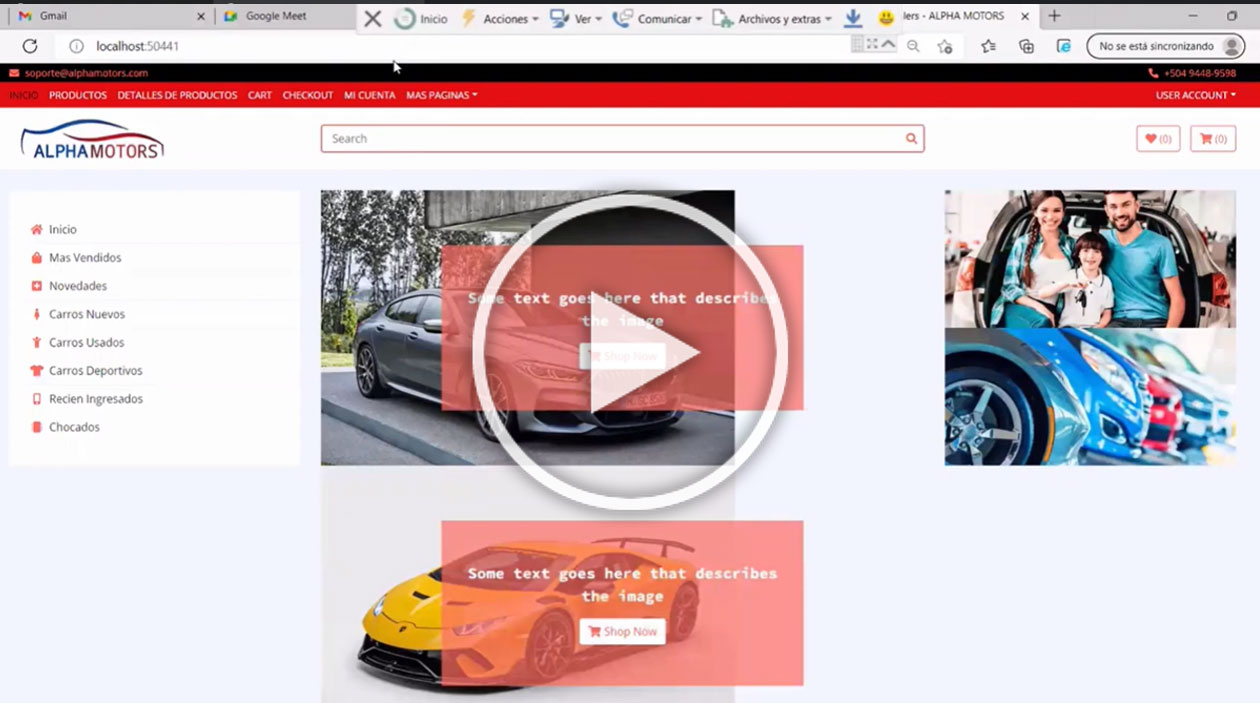 Gmail
Google Meet
Inicio
Acciones
Ver
Comunicar
Archivos y extras
lers - ALPHA MOTORS
localhost:50441
No se está sincronizando
soporte@alphamotors.com
+504 9448-9598
INICIO PRODUCTOS DETALLES DE PRODUCTOS CART CHECKOUT MI CUENTA MAS PAGINAS
USER ACCOUNT
ALPHAMOTORS
Search
(0)
(0)
Inicio
Mas Vendidos
Novedades
Carros Nuevos
Carros Usados
Carros Deportivos
Recien Ingresados
Chocados
Some text goes here that describes
the image
Shop Now
Some text goes here that describes
the image
Shop Now